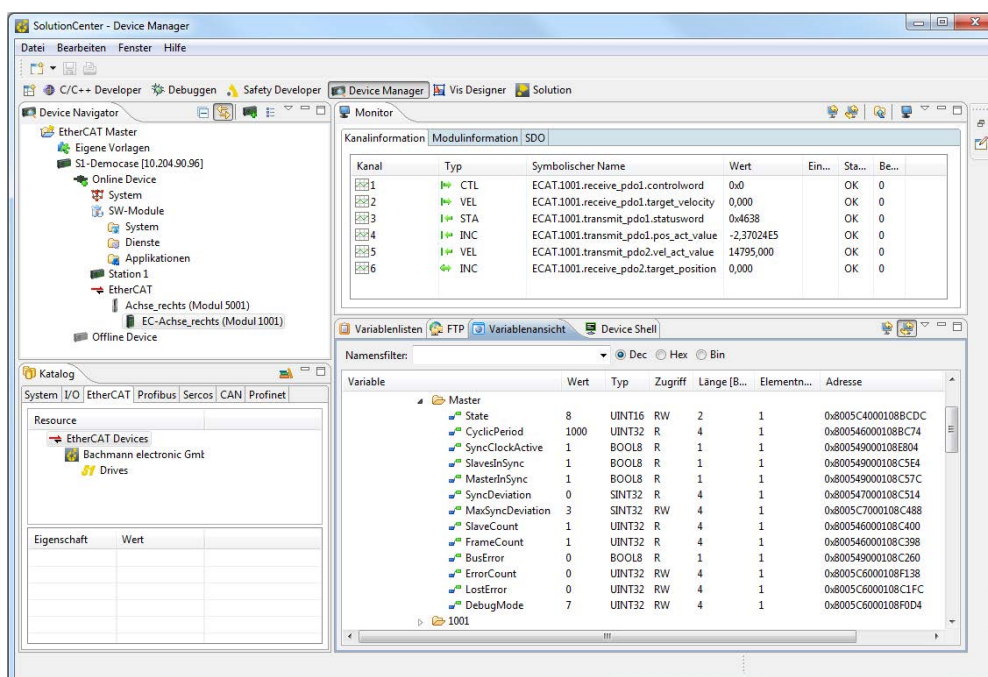 SolutionCenter - Device Manager
Datei Bearbeiten Fenster Hilfe
C/C++ Developer Debuggen Safety Developer Device Manager Vis Designer Solution
Device Navigator
EtherCAT Master
Eigene Vorlagen
S1-Democase [10.204.90.96]
Online Device
System
SW-Module
System
Dienste
Applikationen
Station 1
EtherCAT
Achse_rechts (Modul 5001)
EC-Achse_rechts (Modul 1001)
Offline Device
Katalog
System I/O EtherCAT Profibus Sercos CAN Profinet
Resource
EtherCAT Devices
Bachmann electronic Gmb
Drives
Eigenschaft Wert
Monitor
Kanalinformation Modulinformation SDO
Kanal Typ Symbolischer Name Wert Ein... Sta... Be...
1 CTL ECAT.1001.receive_pdo1.controlword 0x0 OK 0
2 VEL ECAT.1001.receive_pdo1.target_velocity 0,000 OK 0
3 STA ECAT.1001.transmit_pdo1.statusword 0x4638 OK 0
4 INC ECAT.1001.transmit_pdo1.pos_act_value -2,37024E5 OK 0
5 VEL ECAT.1001.transmit_pdo2.vel_act_value 14795,000 OK 0
6 INC ECAT.1001.receive_pdo2.target_position 0,000 OK 0
Variablenlisten FTP Variablenansicht Device Shell
Namensfilter: Dec Hex Bin
Variable Wert Typ Zugriff Länge [B... Elementn... Adresse
Master
State 8 UINT16 RW 2 1 0x8005C4000108BCDC
CyclicPeriod 1000 UINT32 R 4 1 0x800546000108BC74
SyncClockActive 1 BOOL8 R 1 1 0x800549000108E804
SlavesInSync 1 BOOL8 R 1 1 0x800549000108C5E4
MasterInSync 1 BOOL8 R 1 1 0x800549000108C57C
SyncDeviation 0 SINT32 R 4 1 0x800547000108C514
MaxSyncDeviation 3 SINT32 RW 4 1 0x8005C7000108C488
SlaveCount 1 UINT32 R 4 1 0x800546000108C400
FrameCount 1 UINT32 R 4 1 0x800546000108C398
BusError 0 BOOL8 R 1 1 0x800549000108C260
ErrorCount 0 UINT32 RW 4 1 0x8005C6000108F138
LostError 0 UINT32 RW 4 1 0x8005C6000108C1FC
DebugMode 7 UINT32 RW 4 1 0x8005C6000108F0D4
1001